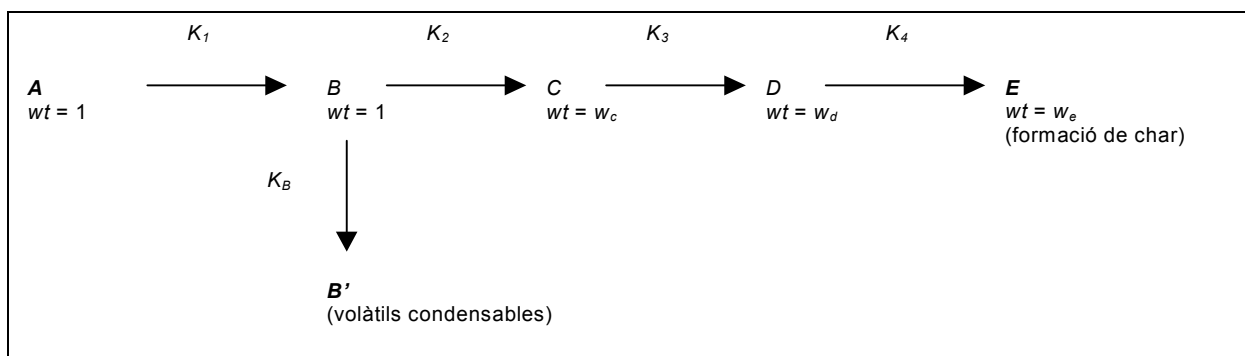 K1 K2 K3 K4
A B C D E
wt = 1 wt = 1 wt = wc wt = wd wt = we
(formació de char)
KB
B’
(volàtils condensables)